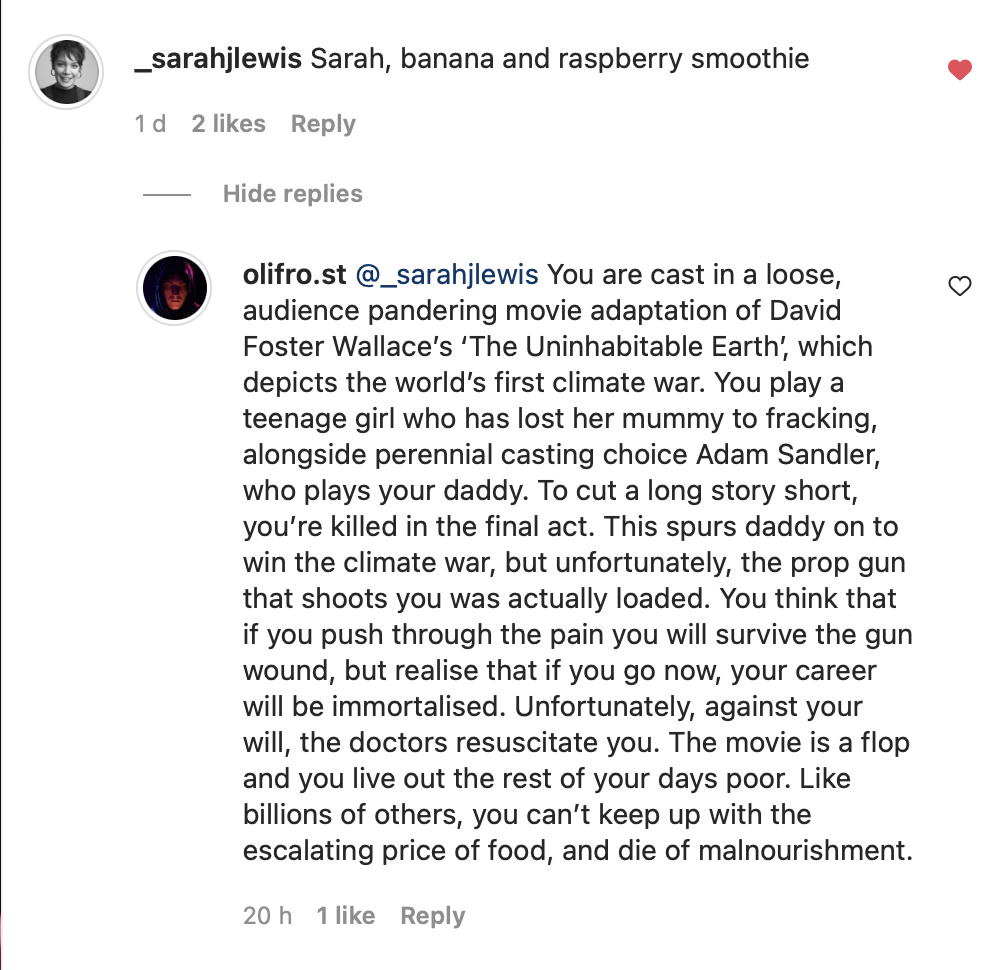 _sarahjlewis Sarah, banana and raspberry smoothie
1 d 2 likes Reply
Hide replies
olifro.st @_sarahjlewis You are cast in a loose,
audience pandering movie adaptation of David
Foster Wallace’s ‘The Uninhabitable Earth’, which
depicts the world’s first climate war. You play a
teenage girl who has lost her mummy to fracking,
alongside perennial casting choice Adam Sandler,
who plays your daddy. To cut a long story short,
you’re killed in the final act. This spurs daddy on to
win the climate war, but unfortunately, the prop gun
that shoots you was actually loaded. You think that
if you push through the pain you will survive the gun
wound, but realise that if you go now, your career
will be immortalised. Unfortunately, against your
will, the doctors resuscitate you. The movie is a flop
and you live out the rest of your days poor. Like
billions of others, you can’t keep up with the
escalating price of food, and die of malnourishment.
20 h 1 like Reply